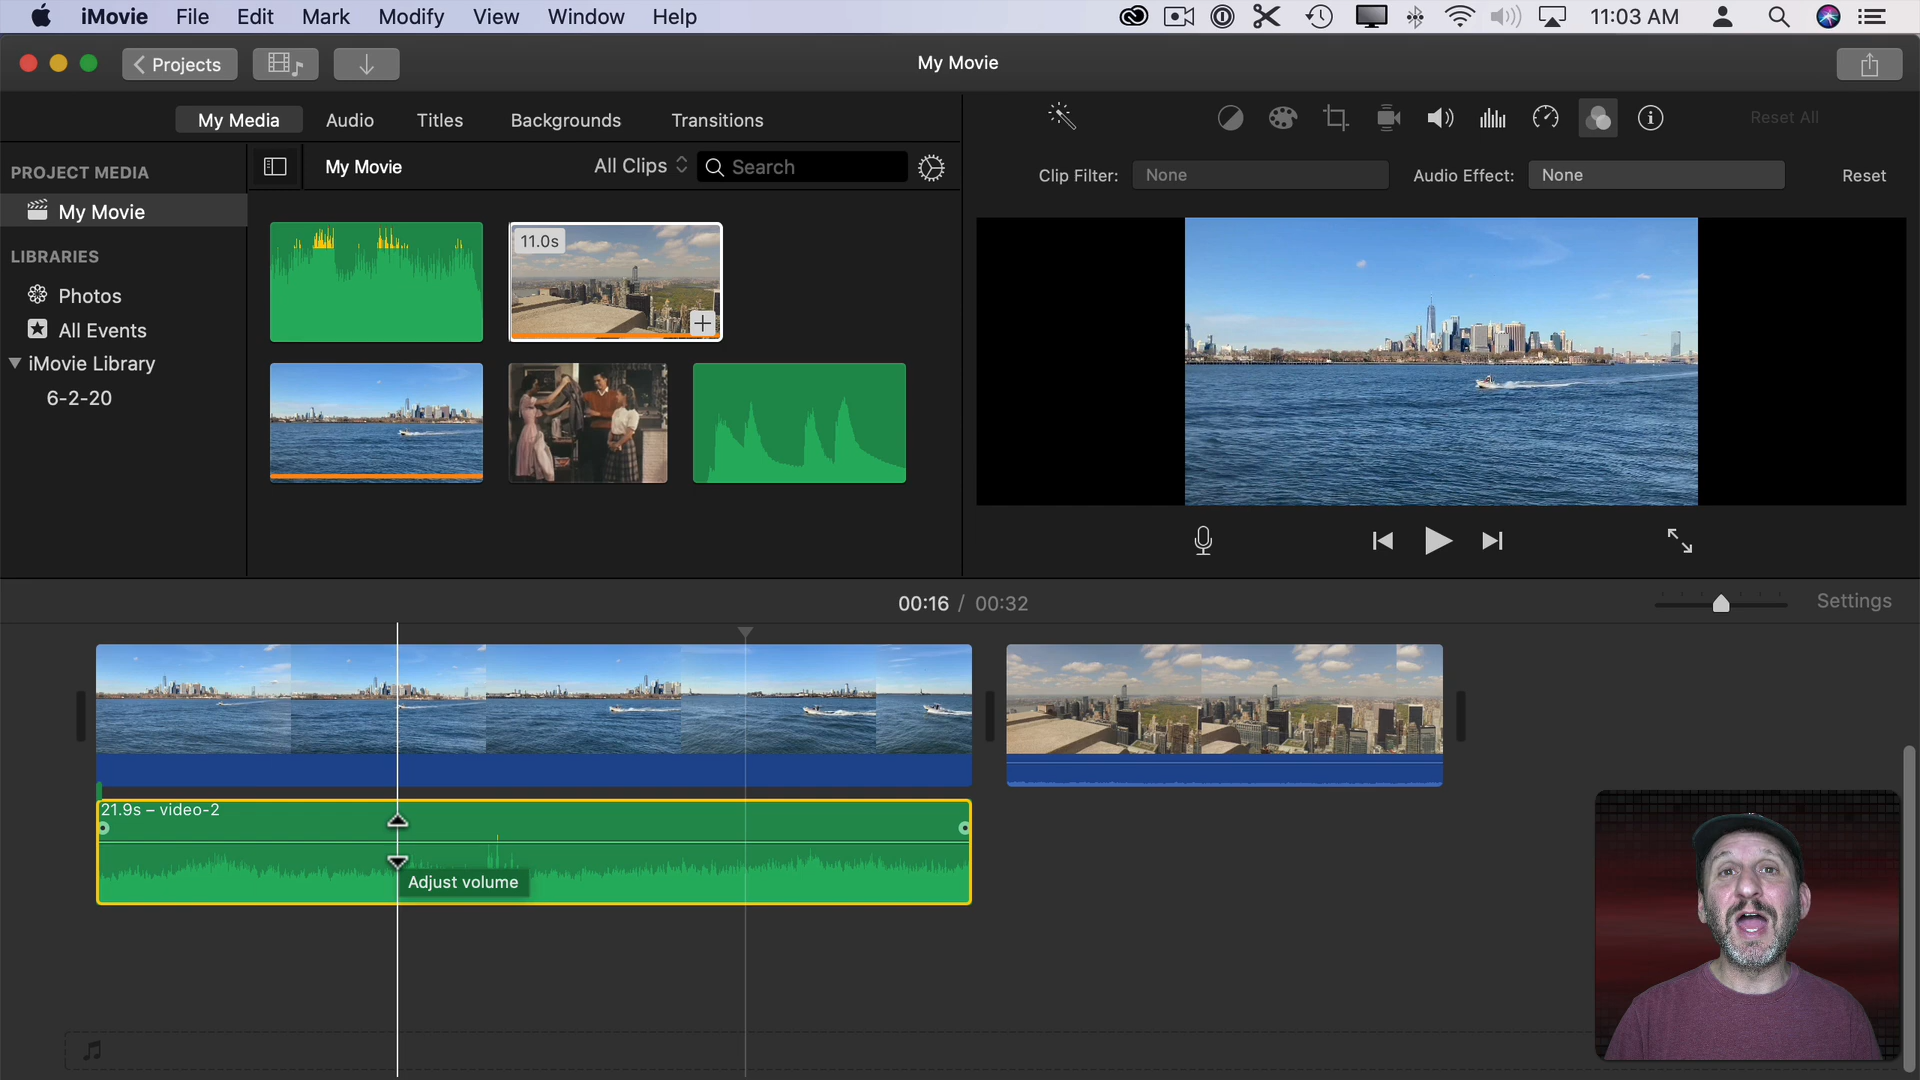 iMovie File Edit Mark Modify View Window Help 11:03 AM
Projects My Movie
My Media Audio Titles Backgrounds Transitions Reset All
PROJECT MEDIA My Movie All Clips Search Clip Filter: None Audio Effect: None Reset
My Movie
11.0s
LIBRARIES
Photos
All Events
iMovie Library
6-2-20
00:16 / 00:32 Settings
21.9s – video-2
Adjust volume